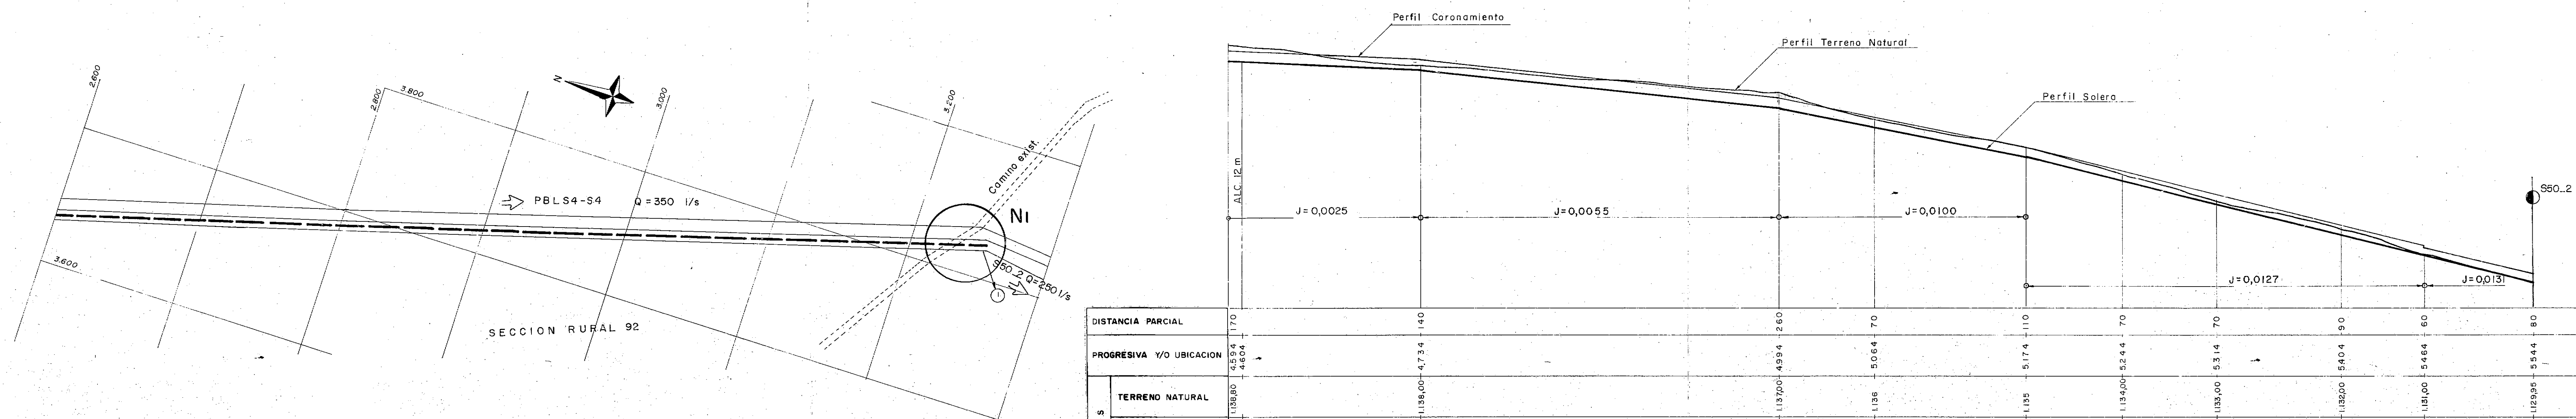 Perfil Coronamiento
Perfil Terreno Natural
Perfil Solera
2.600
2.800
3.800
N
3.000
3.200
Camino exist.
PBLS4-S4 Q=350 l/s
N1
3.600
S50_2 Q=250 l/s
1
SECCION RURAL 92
ALC. 12 m
S50_2
J=0,0025
J=0,0055
J=0,0100
J=0,0127
J=0,0131
DISTANCIA PARCIAL 170 140 260 70 110 70 70 90 60 80
PROGRESIVA Y/O UBICACION 4.594 4.604 4.734 4.994 5.064 5.174 5.244 5.314 5.404 5.464 5.544
S
TERRENO NATURAL 1.138,80 1.138,00 1.137,00 1.136 1.135 1.134,00 1.133,00 1.132,00 1.131,00 1.129,95